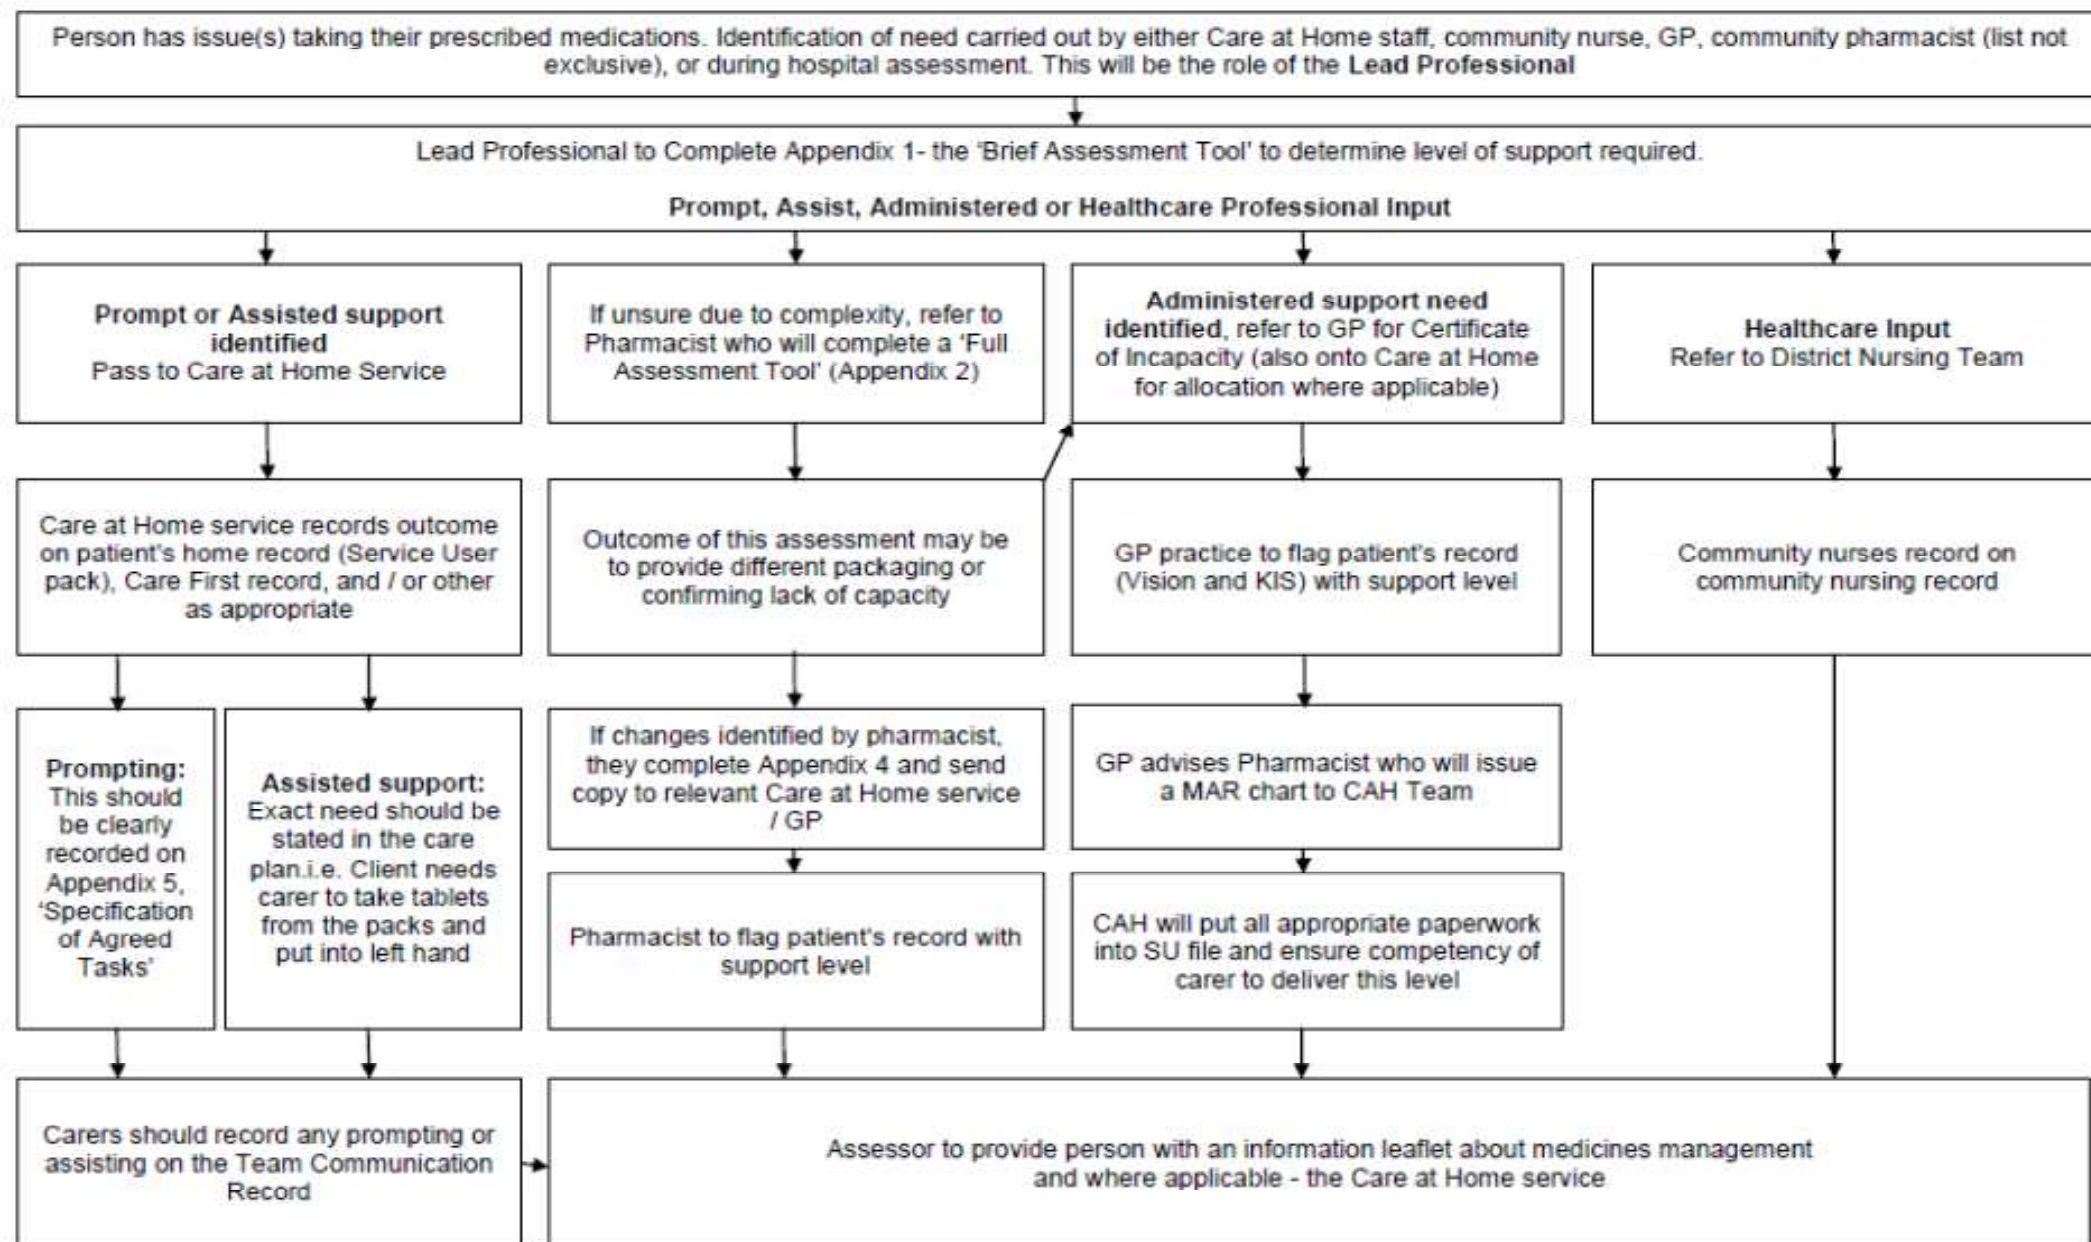 Person has issue(s) taking their prescribed medications. Identification of need carried out by either Care at Home staff, community nurse, GP, community pharmacist (list not
exclusive), or during hospital assessment. This will be the role of the Lead Professional
Lead Professional to Complete Appendix 1- the 'Brief Assessment Tool' to determine level of support required.
Prompt, Assist, Administered or Healthcare Professional Input
Prompt or Assisted support
identified
Pass to Care at Home Service
If unsure due to complexity, refer to
Pharmacist who will complete a 'Full
Assessment Tool' (Appendix 2)
Administered support need
identified, refer to GP for Certificate
of Incapacity (also onto Care at Home
for allocation where applicable)
Healthcare Input
Refer to District Nursing Team
Care at Home service records outcome
on patient's home record (Service User
pack), Care First record, and / or other
as appropriate
Outcome of this assessment may be
to provide different packaging or
confirming lack of capacity
GP practice to flag patient's record
(Vision and KIS) with support level
Community nurses record on
community nursing record
Prompting:
This should
be clearly
recorded on
Appendix 5,
'Specification
of Agreed
Tasks'
Assisted support:
Exact need should be
stated in the care
plan.i.e. Client needs
carer to take tablets
from the packs and
put into left hand
If changes identified by pharmacist,
they complete Appendix 4 and send
copy to relevant Care at Home service
/ GP
GP advises Pharmacist who will issue
a MAR chart to CAH Team
Pharmacist to flag patient's record with
support level
CAH will put all appropriate paperwork
into SU file and ensure competency of
carer to deliver this level
Carers should record any prompting or
assisting on the Team Communication
Record
Assessor to provide person with an information leaflet about medicines management
and where applicable - the Care at Home service